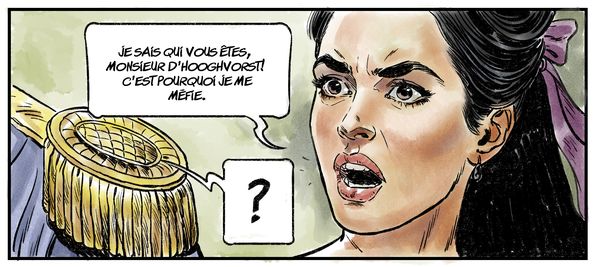 JE SAIS QUI VOUS ÊTES,
MONSIEUR D'HOOGHVORST!
C'EST POURQUOI JE ME
MÉFIE.
?